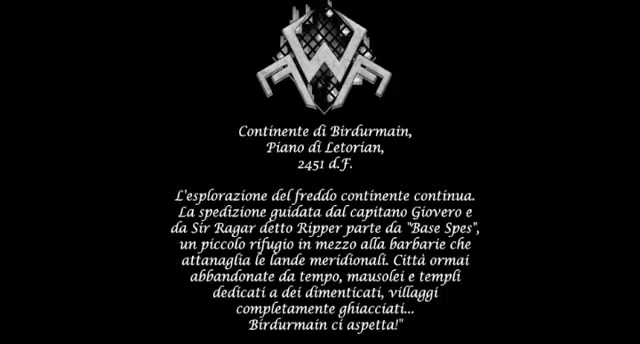 Continente di Birdurmain,
Piano di Letorian,
2451 d.F.
L'esplorazione del freddo continente continua.
La spedizione guidata dal capitano Giovero e
da Sir Ragar detto Ripper parte da "Base Spes",
un piccolo rifugio in mezzo alla barbarie che
attanaglia le lande meridionali. Città ormai
abbandonate da tempo, mausolei e templi
dedicati a dei dimenticati, villaggi
completamente ghiacciati...
Birdurmain ci aspetta!"